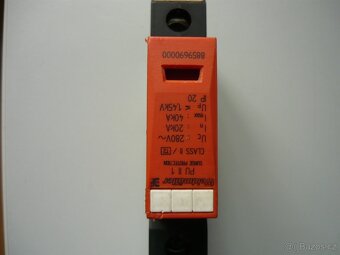 Weidmüller
PU II 1
SURGE PROTECTION
CLASS II /
Uc : 280V~
In : 20kA
Imax : 40kA
Up ≤ 1,45kV
IP 20
8859690000
Bazos.cz